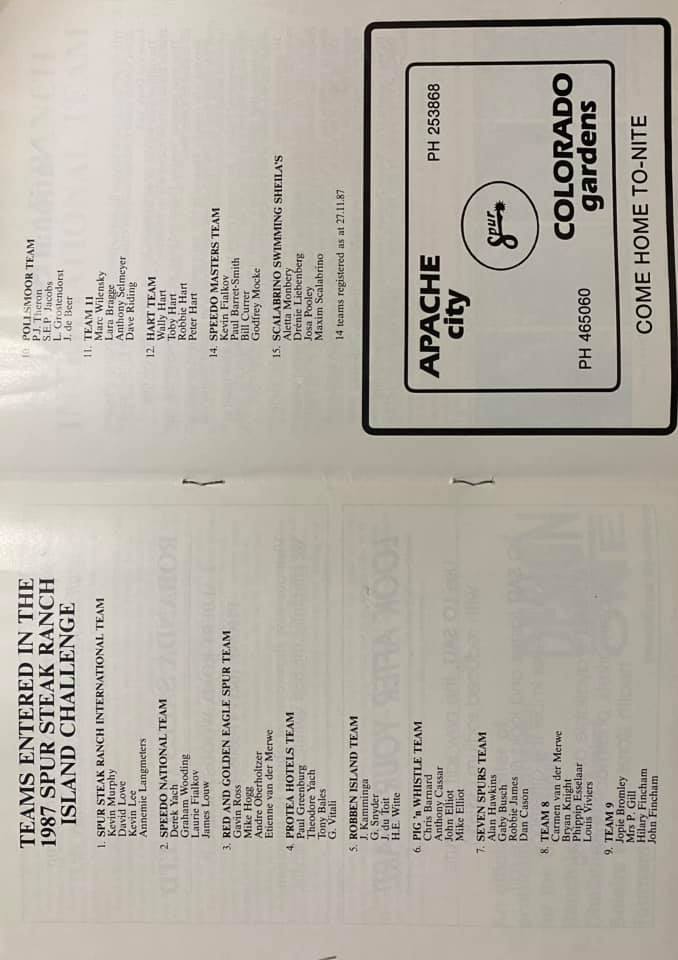 TEAMS ENTERED IN THE
1987 SPUR STEAK RANCH
ISLAND CHALLENGE
1. SPUR STEAK RANCH INTERNATIONAL TEAM
Kevin Murphy
David Lowe
Kevin Lee
Annemie Langmeters
2. SPEEDO NATIONAL TEAM
Derek Yach
Graham Wooding
Laurie Fialkov
James Louw
3. RED AND GOLDEN EAGLE SPUR TEAM
Gavin Ross
Mike Hogg
Andre Oberholtzer
Etienne van der Merwe
4. PROTEA HOTELS TEAM
Paul Greenburg
Theodore Yach
Tony Bales
G. Vitali
5. ROBBEN ISLAND TEAM
J. Kamminga
G. Snyder
J. du Toit
H.E. Witte
6. PIG 'n WHISTLE TEAM
Chris Barnard
Anthony Cassar
John Elliot
Mike Elliot
7. SEVEN SPURS TEAM
Alan Hawkins
Gaby Busch
Robbie James
Dan Cason
8. TEAM 8
Carmen van der Merwe
Bryan Knight
Phippip Esselaar
Louis Viviers
9. TEAM 9
Jopie Bromley
Mrs P. Gill
Hilary Fincham
John Fincham
10. POLLSMOOR TEAM
P.J. Theron
S.E.P. Jacobs
L. Grostendorst
J. de Beer
11. TEAM 11
Marc Wilensky
Lara Bragge
Anthony Selmeyer
Dave Riding
12. HART TEAM
Wally Hart
Toby Hart
Robbie Hart
Peter Hart
14. SPEEDO MASTERS TEAM
Kevin Fialkov
Paul Barret-Smith
Bill Currer
Godfrey Mocke
15. SCALABRINO SWIMMING SHEILA'S
Aletta Monbery
Drénie Liebenberg
Josa Pooley
Maxim Scalabrino
14 teams registered as at 27.11.87
APACHE
city
PH 253868
Spur
PH 465060
COLORADO
gardens
COME HOME TO-NITE